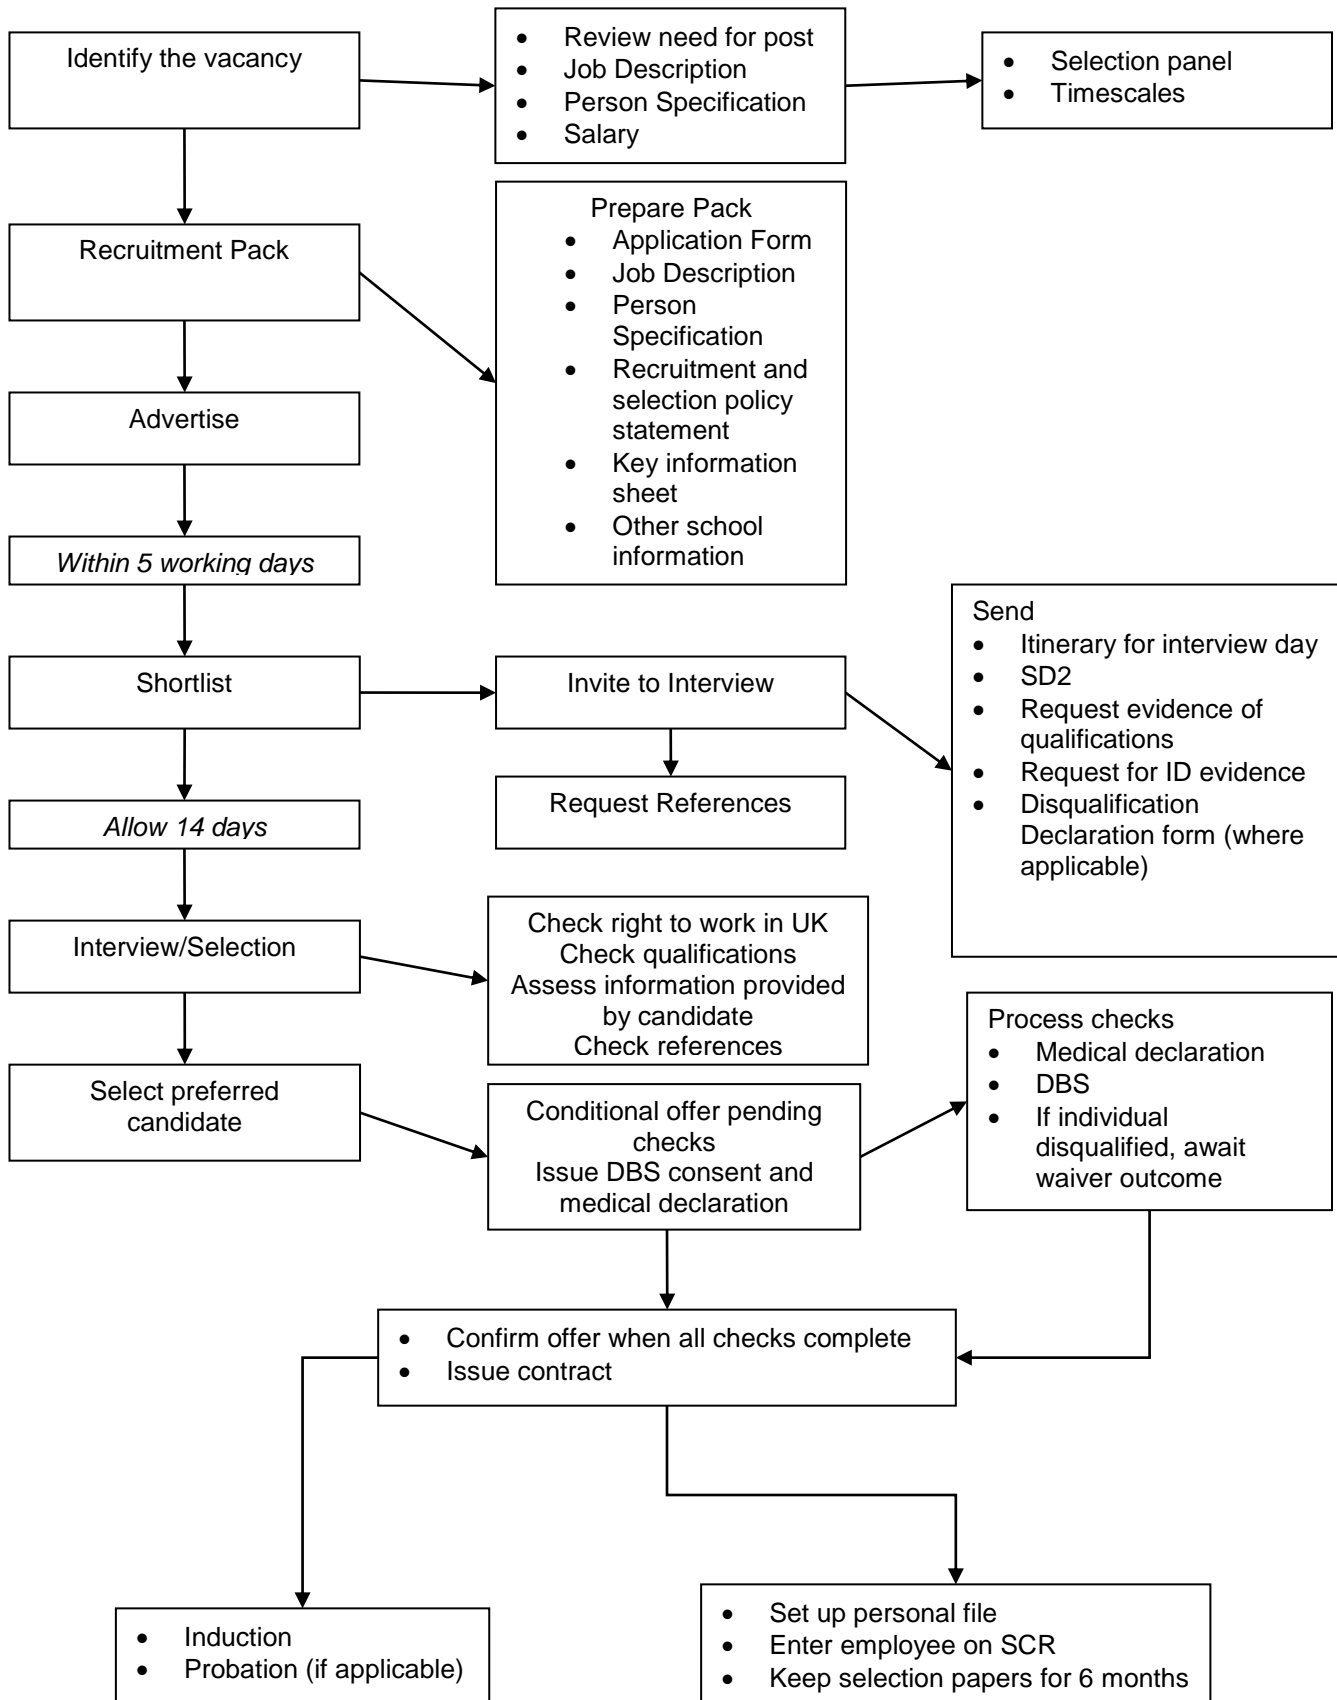 Identify the vacancy
• Review need for post
• Job Description
• Person Specification
• Salary
• Selection panel
• Timescales
Recruitment Pack
Prepare Pack
• Application Form
• Job Description
• Person
Specification
• Recruitment and
selection policy
statement
• Key information
sheet
• Other school
information
Advertise
Within 5 working days
Shortlist
Invite to Interview
Send
• Itinerary for interview day
• SD2
• Request evidence of
qualifications
• Request for ID evidence
• Disqualification
Declaration form (where
applicable)
Request References
Allow 14 days
Interview/Selection
Check right to work in UK
Check qualifications
Assess information provided
by candidate
Check references
Select preferred
candidate
Conditional offer pending
checks
Issue DBS consent and
medical declaration
Process checks
• Medical declaration
• DBS
• If individual
disqualified, await
waiver outcome
• Confirm offer when all checks complete
• Issue contract
• Induction
• Probation (if applicable)
• Set up personal file
• Enter employee on SCR
• Keep selection papers for 6 months